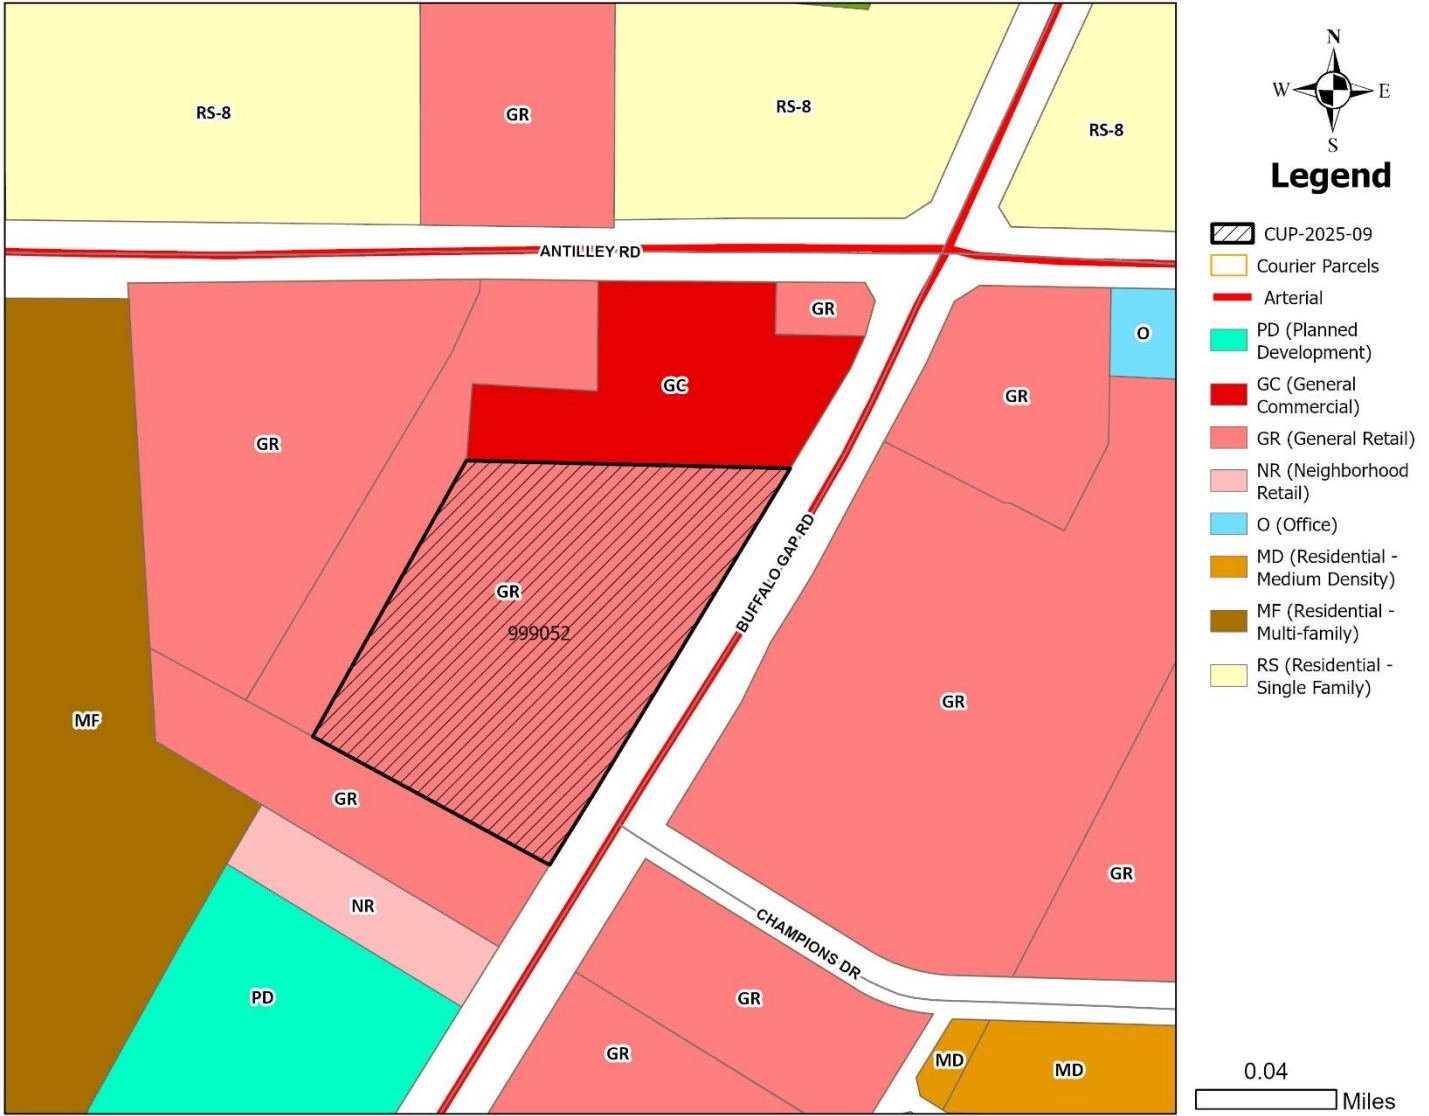 RS-8
GR
RS-8
RS-8
ANTILLEY RD
GR
GC
GR
O
GR
GR
999052
BUFFALO GAP RD
GR
MF
GR
GR
NR
CHAMPIONS DR
PD
GR
GR
MD
MD
N
W
E
S
Legend
CUP-2025-09
Courier Parcels
Arterial
PD (Planned
Development)
GC (General
Commercial)
GR (General Retail)
NR (Neighborhood
Retail)
O (Office)
MD (Residential -
Medium Density)
MF (Residential -
Multi-family)
RS (Residential -
Single Family)
0.04
Miles